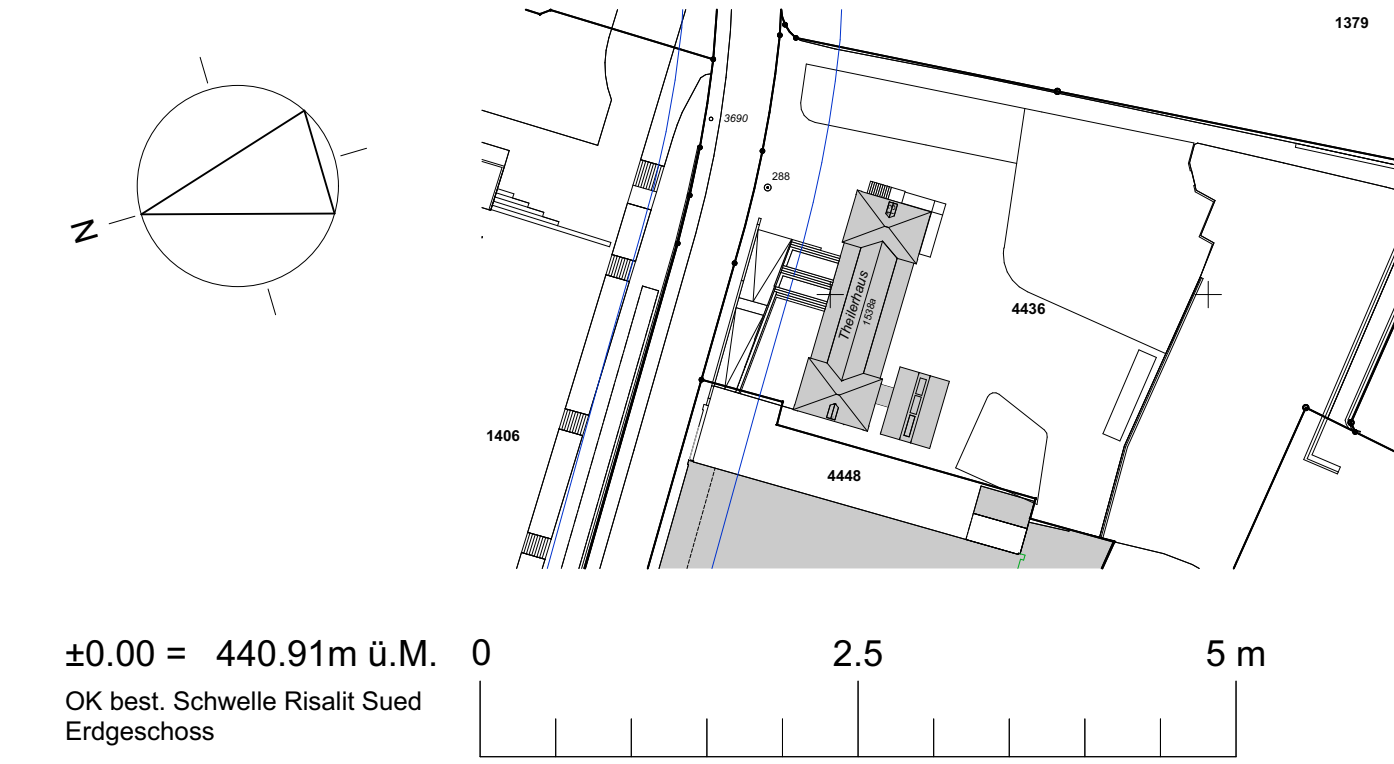 1379
3690
288
N
Theilerhaus
1538a
4436
1406
4448
±0.00 = 440.91m ü.M.
0 2.5 5 m
OK best. Schwelle Risalit Sued
Erdgeschoss